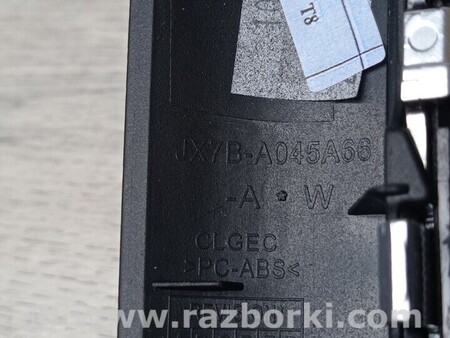 T8
JX7B-A045A66
-A • W
CLGEC
>PC-ABS<
www.razborki.com